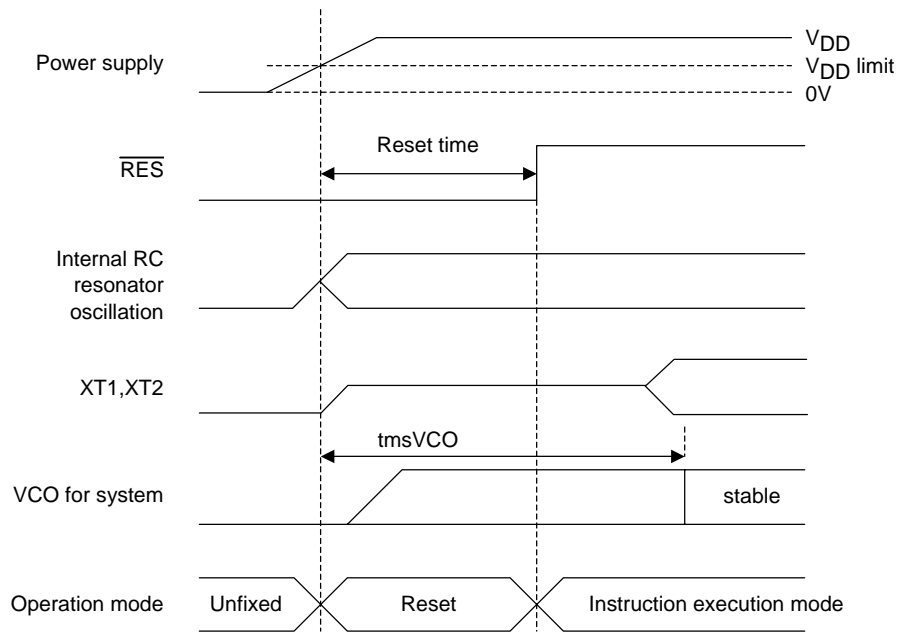 Power supply
VDD
VDD limit
0V
RES
Reset time
Internal RC
resonator
oscillation
XT1,XT2
tmsVCO
VCO for system
stable
Operation mode
Unfixed
Reset
Instruction execution mode